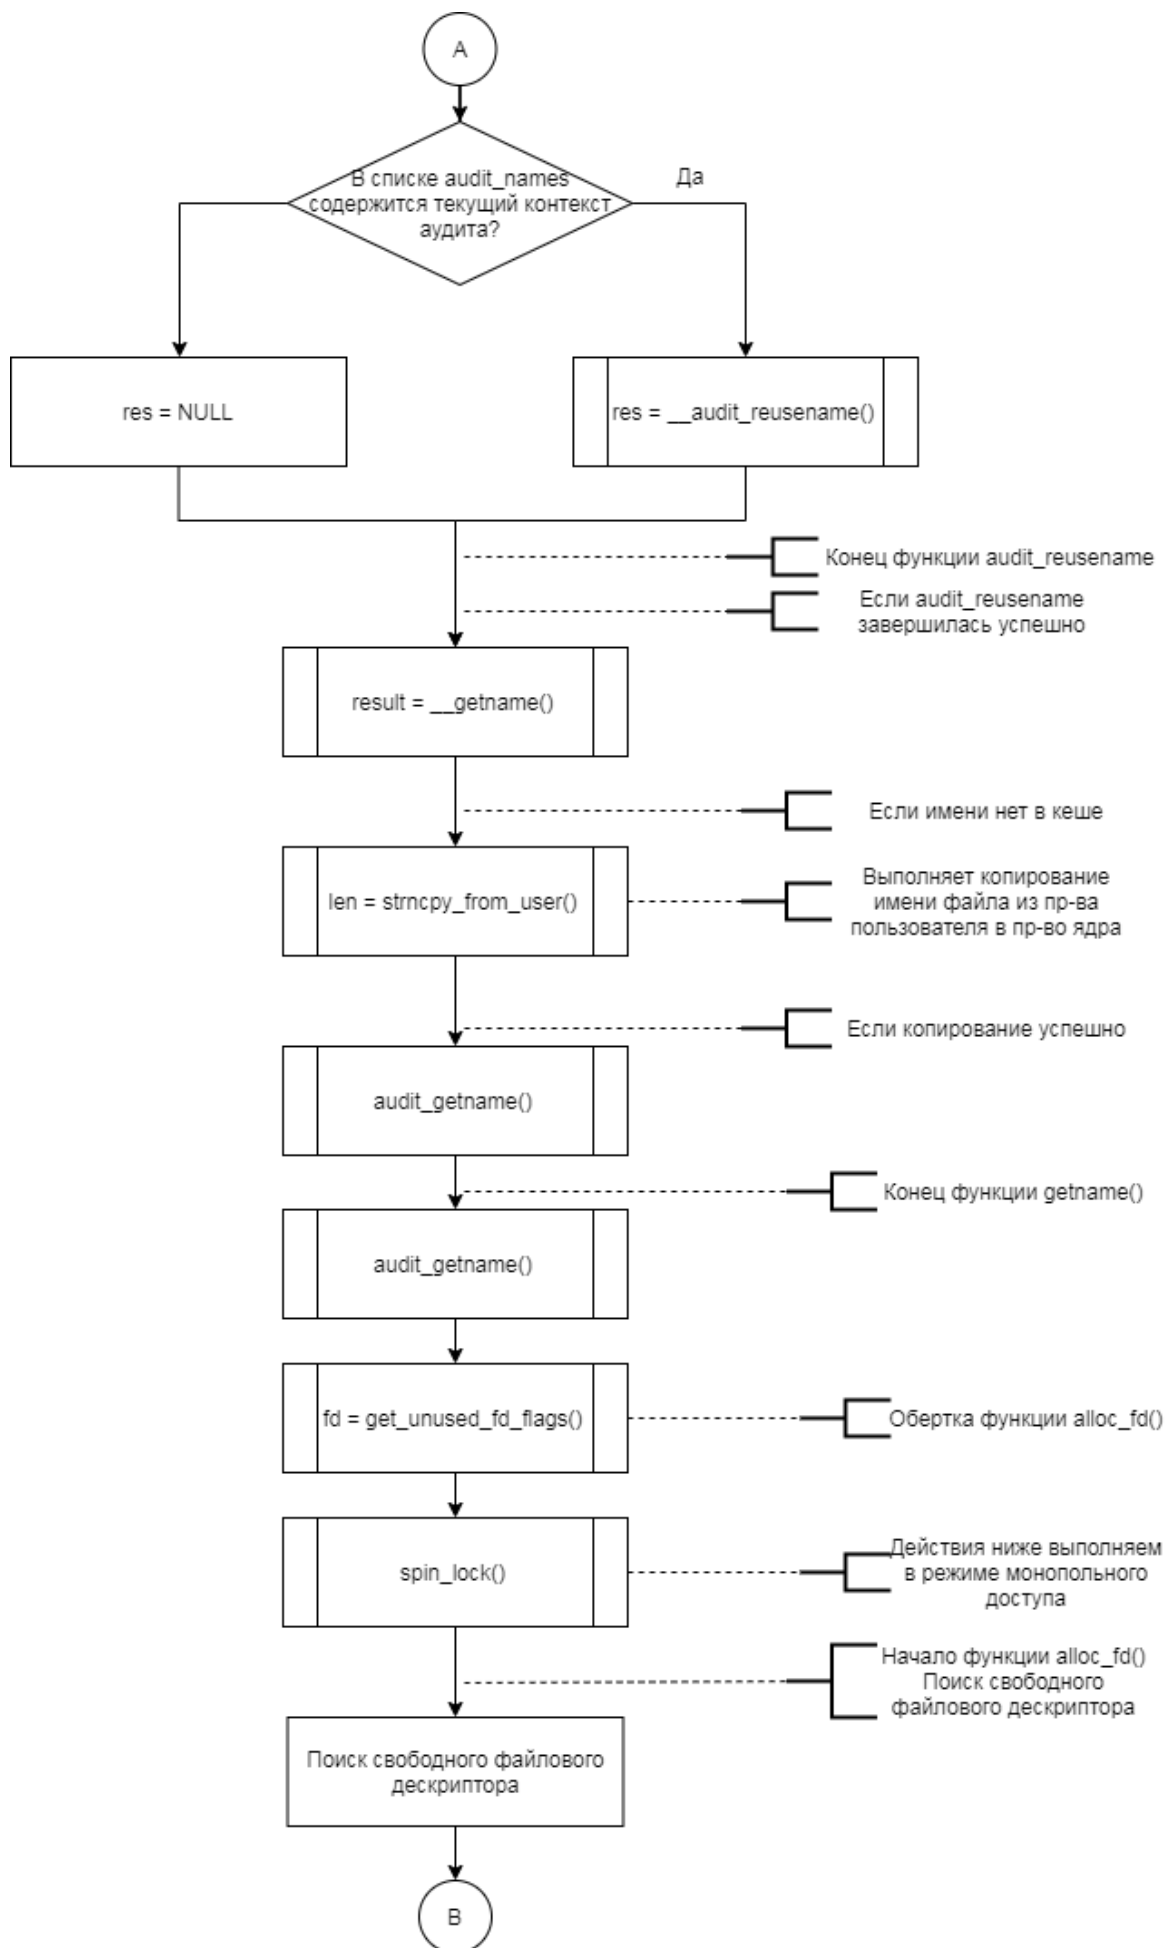 A
В списке audit_names
содержится текущий контекст
аудита?
Да
res = NULL
res = __audit_reusename()
Конец функции audit_reusename
Если audit_reusename
завершилась успешно
result = __getname()
Если имени нет в кеше
len = strncpy_from_user()
Выполняет копирование
имени файла из пр-ва
пользователя в пр-во ядра
Если копирование успешно
audit_getname()
Конец функции getname()
audit_getname()
fd = get_unused_fd_flags()
Обертка функции alloc_fd()
spin_lock()
Действия ниже выполняем
в режиме монопольного
доступа
Начало функции alloc_fd()
Поиск свободного
файлового дескриптора
Поиск свободного файлового
дескриптора
B